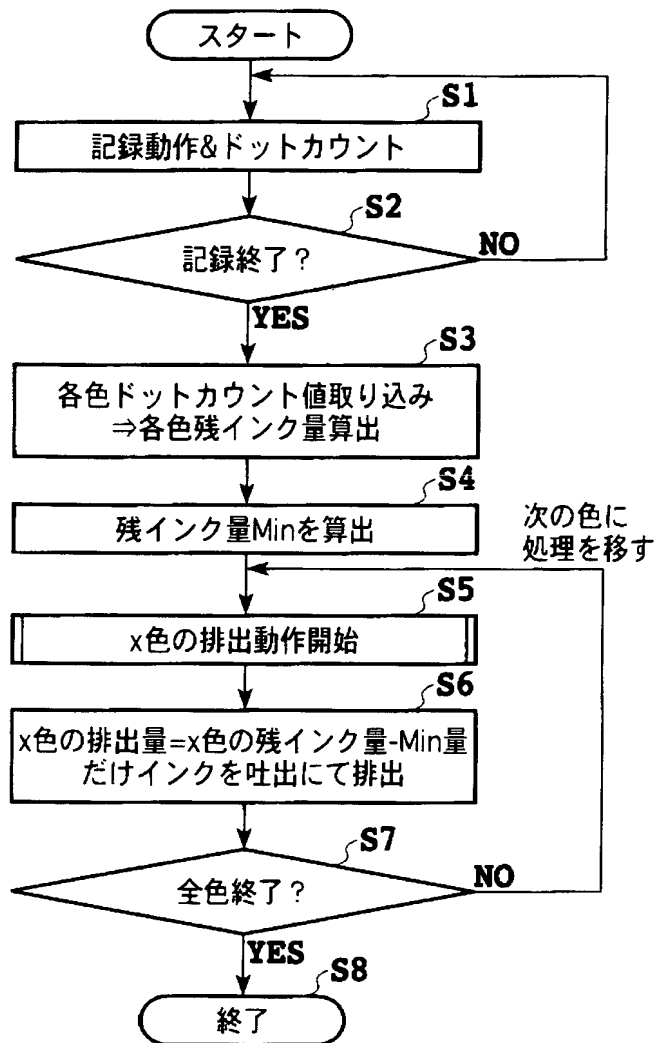 スタート
S1
記録動作&ドットカウント
S2
記録終了？
NO
YES
S3
各色ドットカウント値取り込み
⇒各色残インク量算出
S4
残インク量Minを算出
次の色に
処理を移す
S5
x色の排出動作開始
S6
x色の排出量=x色の残インク量-Min量
だけインクを吐出にて排出
S7
全色終了？
NO
YES
S8
終了